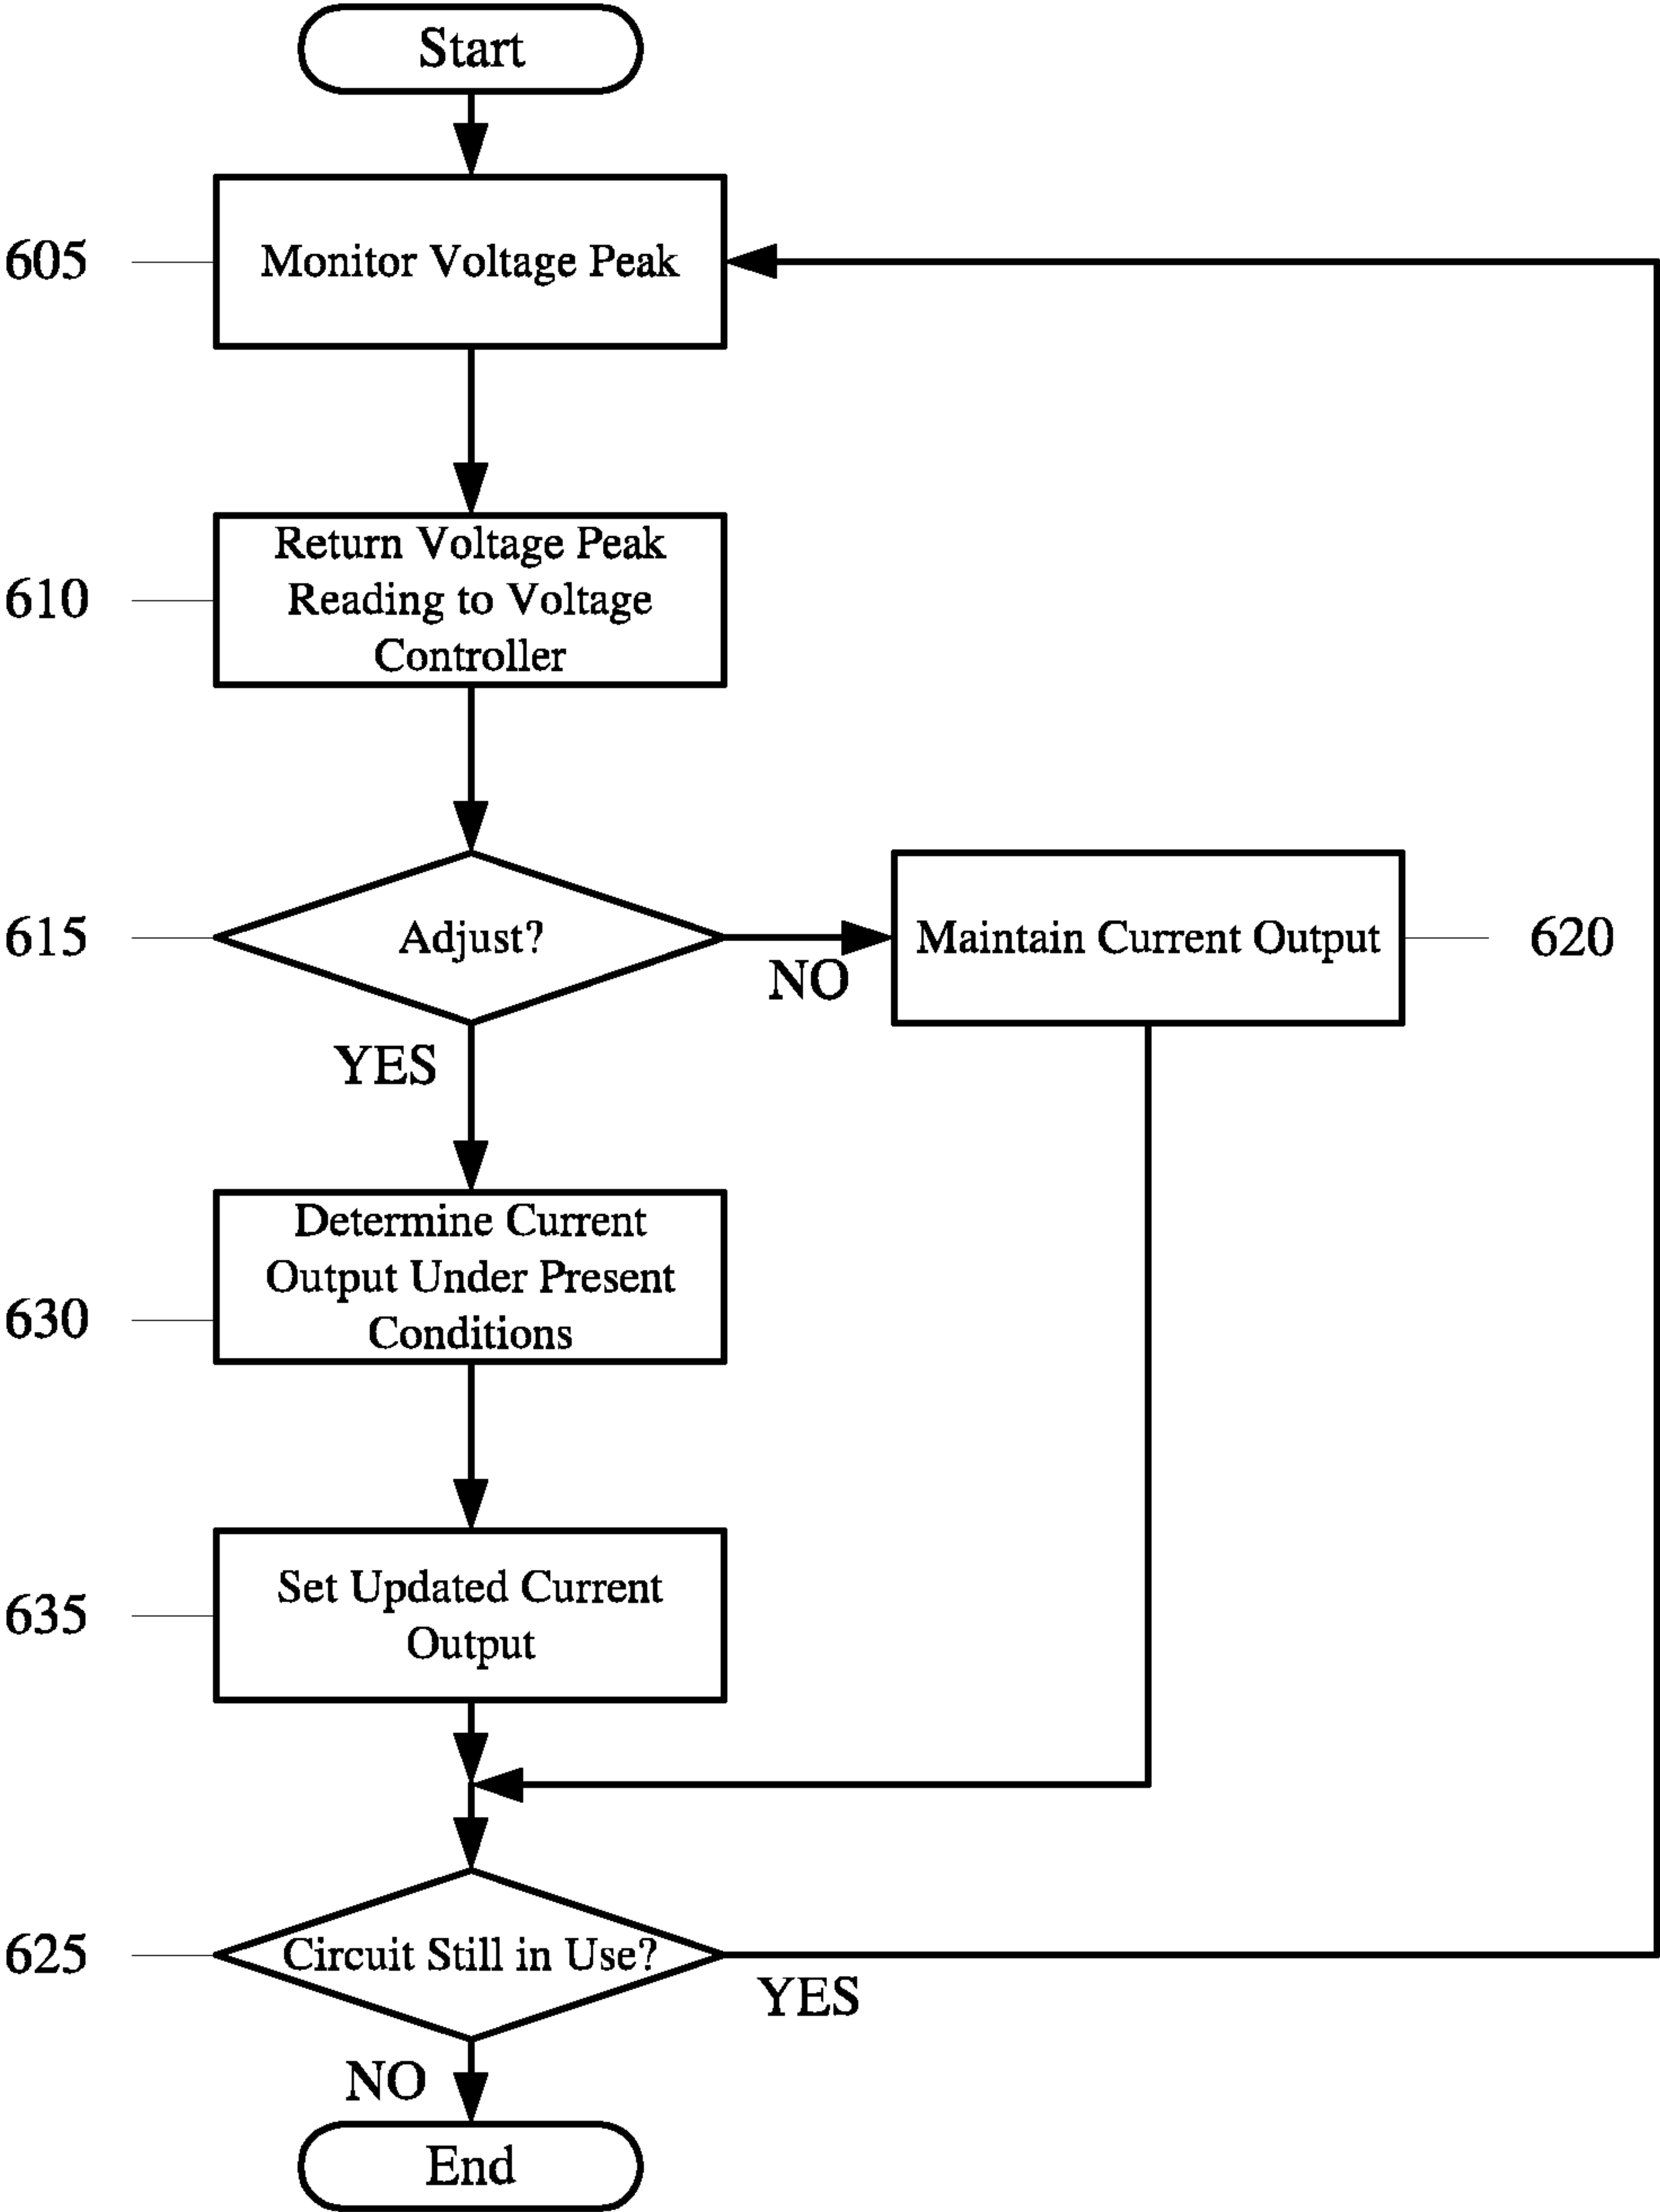 Start
605
Monitor Voltage Peak
610
Return Voltage Peak
Reading to Voltage
Controller
615
Adjust?
NO
Maintain Current Output
620
YES
630
Determine Current
Output Under Present
Conditions
635
Set Updated Current
Output
625
Circuit Still in Use?
YES
NO
End